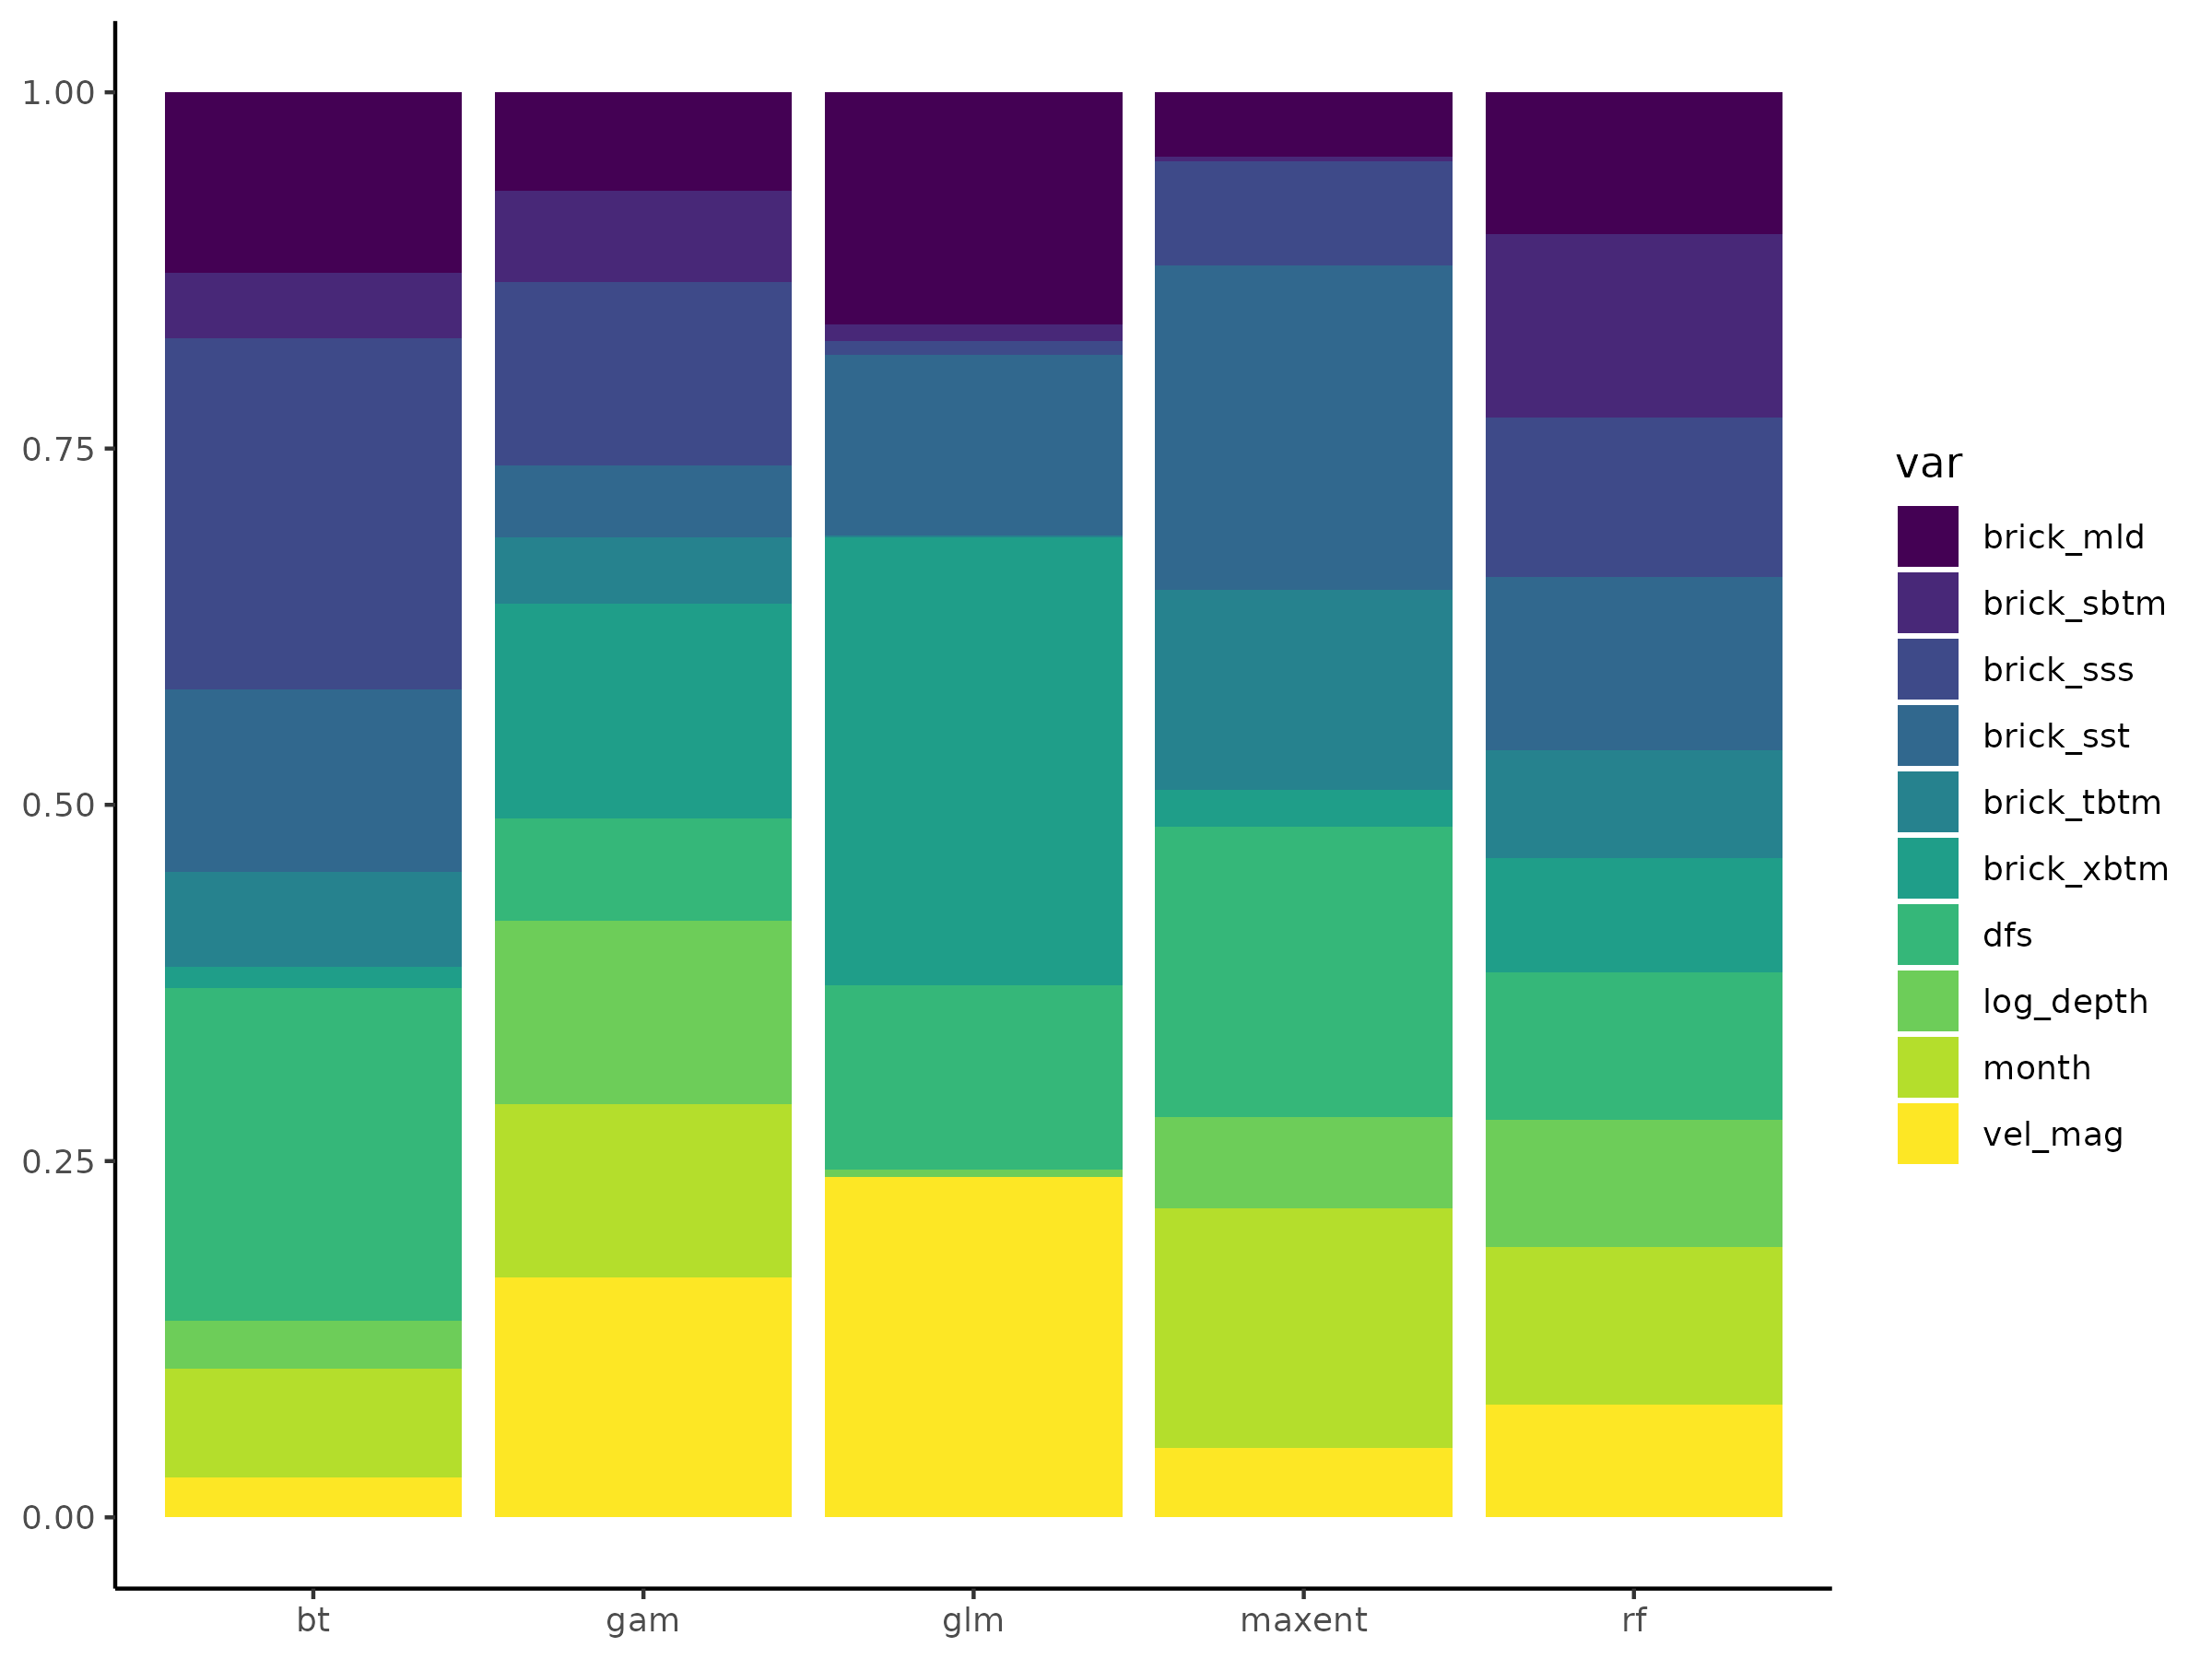 1.00
0.75
0.50
0.25
0.00
bt
gam
glm
maxent
rf
var
brick_mld
brick_sbtm
brick_sss
brick_sst
brick_tbtm
brick_xbtm
dfs
log_depth
month
vel_mag